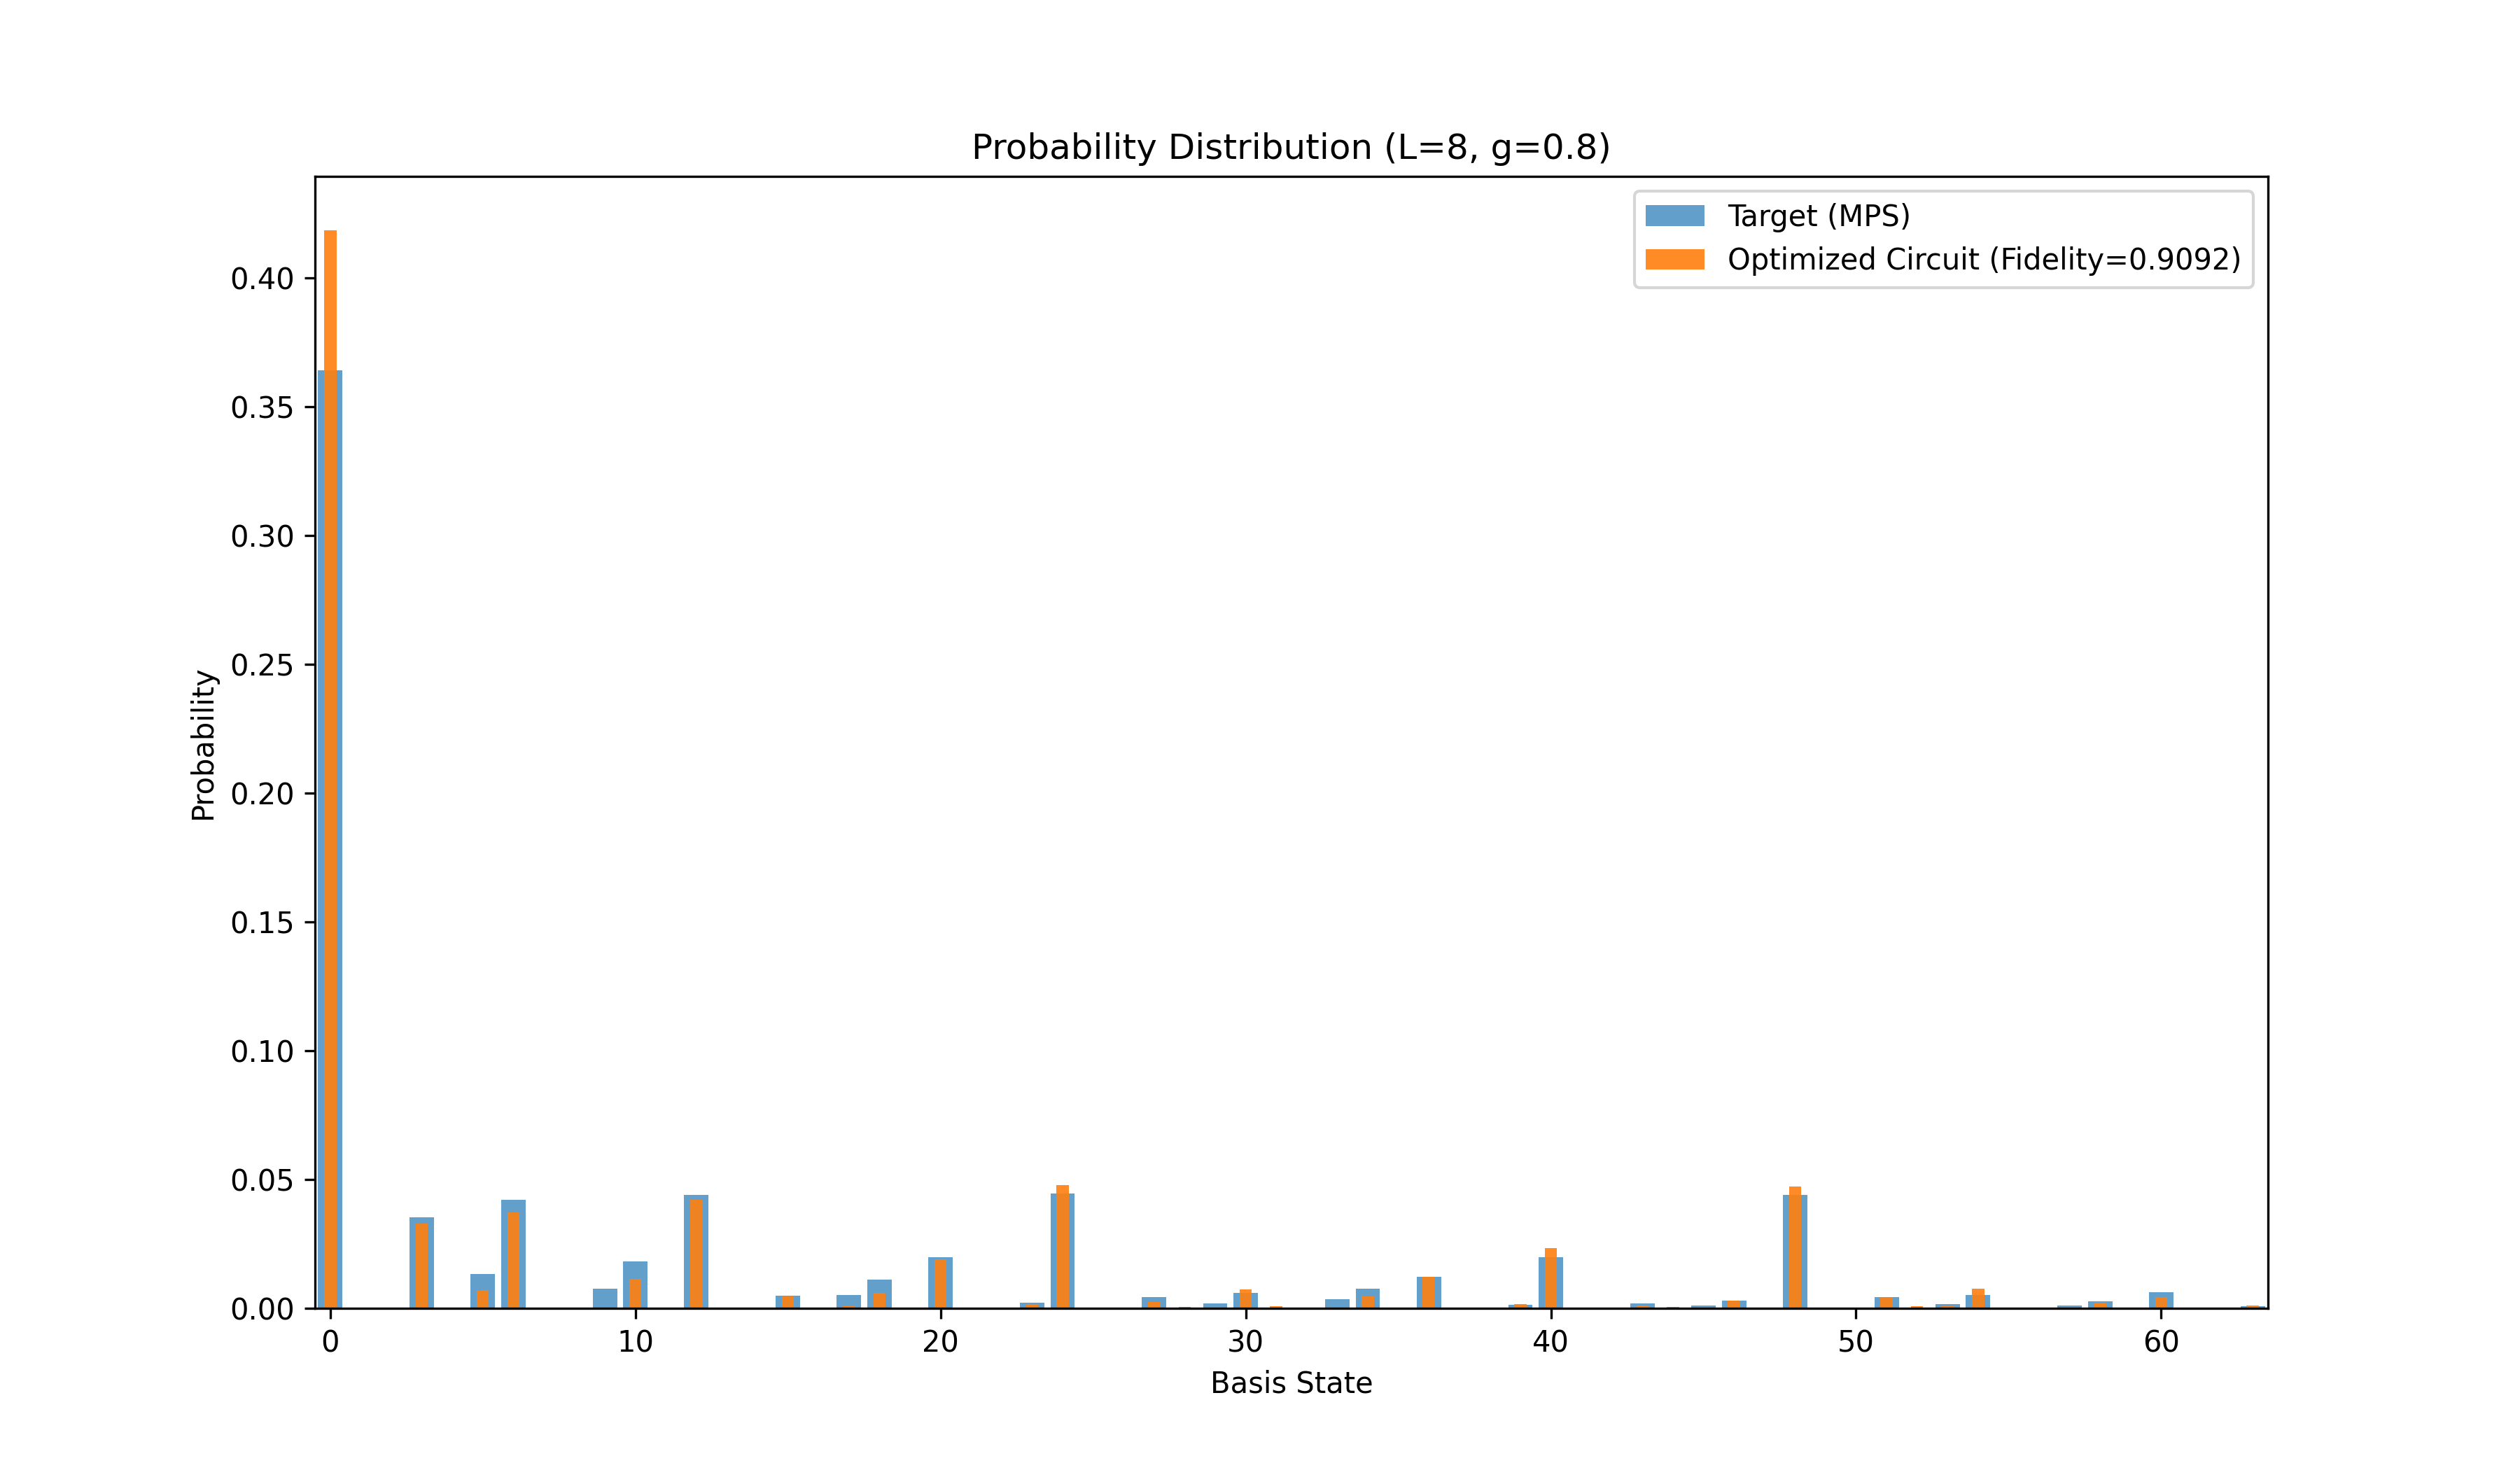 Probability Distribution (L=8, g=0.8)
Target (MPS)
Optimized Circuit (Fidelity=0.9092)
Probability
0.40
0.35
0.30
0.25
0.20
0.15
0.10
0.05
0.00
0 10 20 30 40 50 60
Basis State